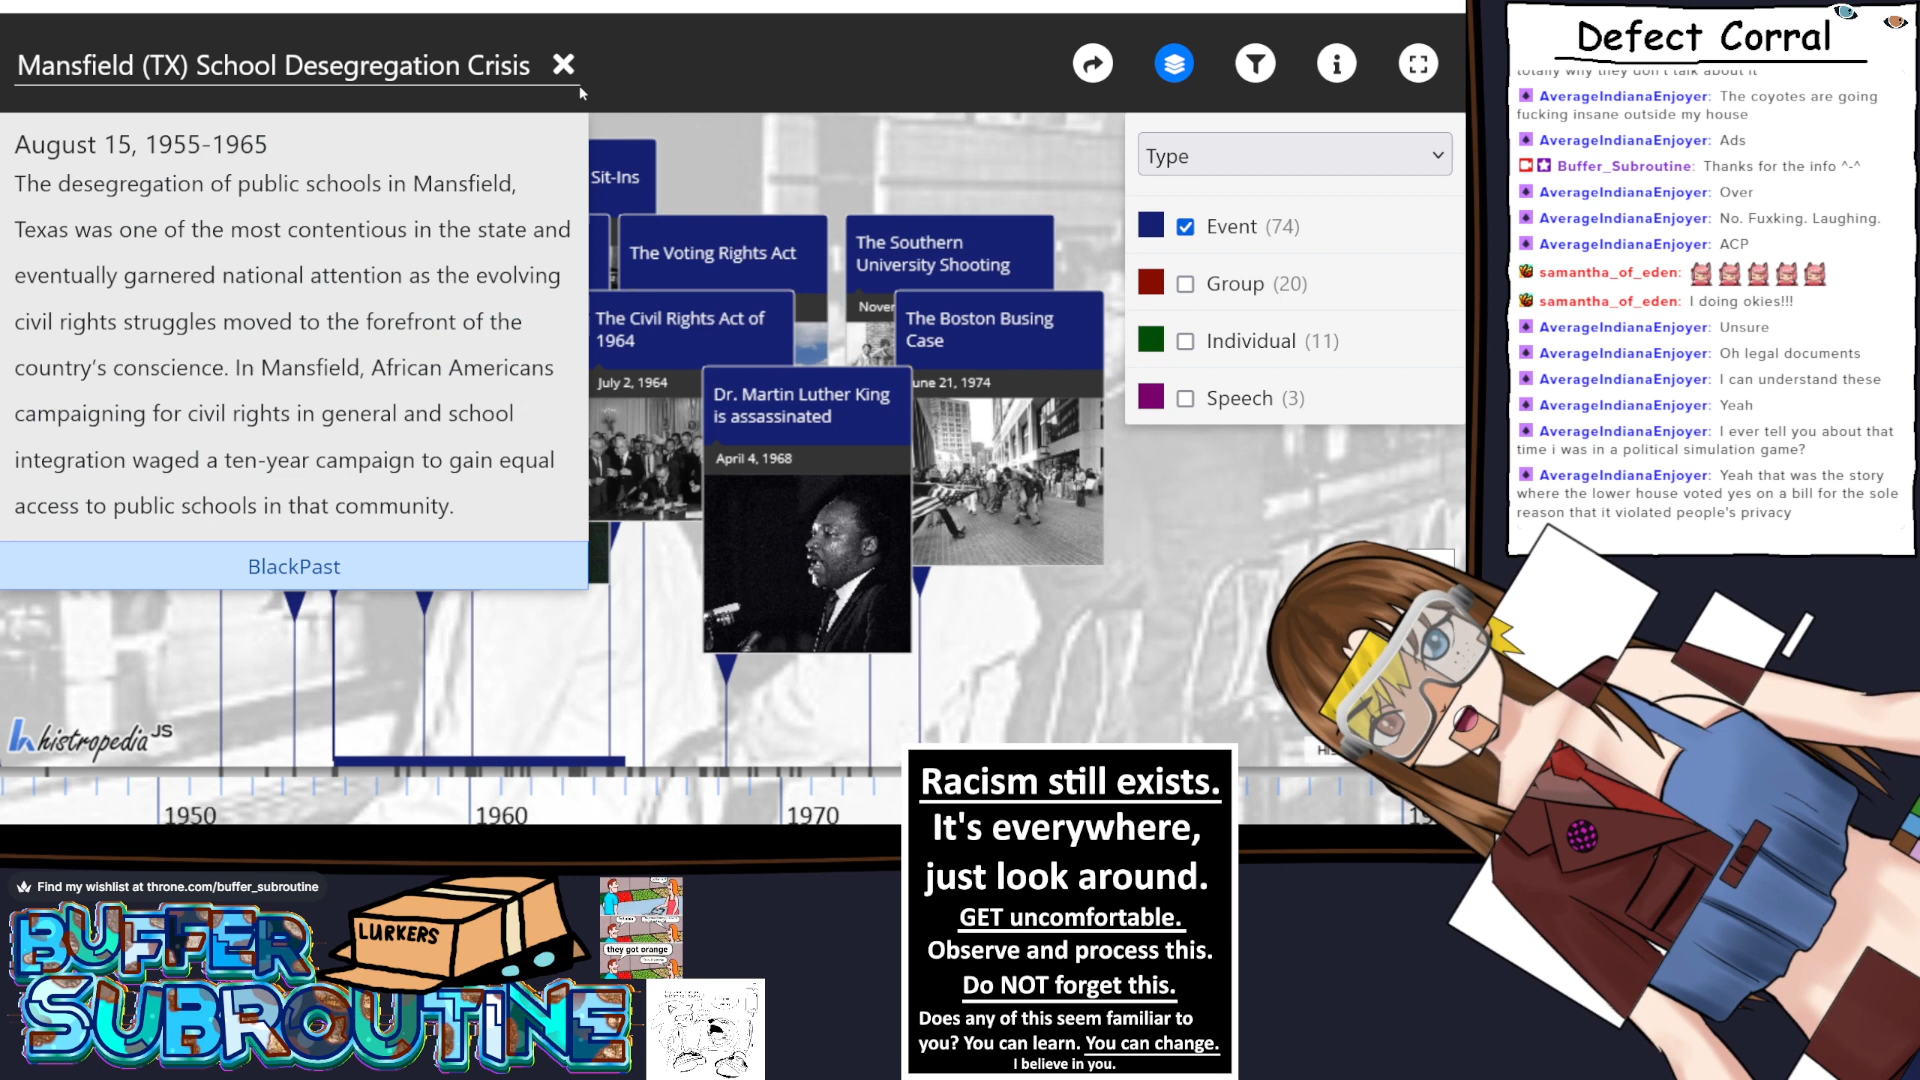 Mansfield (TX) School Desegregation Crisis
August 15, 1955-1965
The desegregation of public schools in Mansfield,
Texas was one of the most contentious in the state and
eventually garnered national attention as the evolving
civil rights struggles moved to the forefront of the
country's conscience. In Mansfield, African Americans
campaigning for civil rights in general and school
integration waged a ten-year campaign to gain equal
access to public schools in that community.
BlackPast
Sit-Ins
The Voting Rights Act
The Southern
University Shooting
The Civil Rights Act of
1964
July 2, 1964
The Boston Busing
Case
une 21, 1974
Dr. Martin Luther King
is assassinated
April 4, 1968
Type
Event (74)
Group (20)
Individual (11)
Speech (3)
histropedia JS
1950
1960
1970
Defect Corral
totally why they don't talk about it
AverageIndianaEnjoyer: The coyotes are going
fucking insane outside my house
AverageIndianaEnjoyer: Ads
Buffer_Subroutine: Thanks for the info ^-^
AverageIndianaEnjoyer: Over
AverageIndianaEnjoyer: No. Fuxking. Laughing.
AverageIndianaEnjoyer: ACP
samantha_of_eden:
samantha_of_eden: I doing okies!!!
AverageIndianaEnjoyer: Unsure
AverageIndianaEnjoyer: Oh legal documents
AverageIndianaEnjoyer: I can understand these
AverageIndianaEnjoyer: Yeah
AverageIndianaEnjoyer: I ever tell you about that
time i was in a political simulation game?
AverageIndianaEnjoyer: Yeah that was the story
where the lower house voted yes on a bill for the sole
reason that it violated people's privacy
Find my wishlist at throne.com/buffer_subroutine
BUFFER
SUBROUTINE
LURKERS
they got orange
Racism still exists.
It's everywhere,
just look around.
GET uncomfortable.
Observe and process this.
Do NOT forget this.
Does any of this seem familiar to
you? You can learn. You can change.
I believe in you.